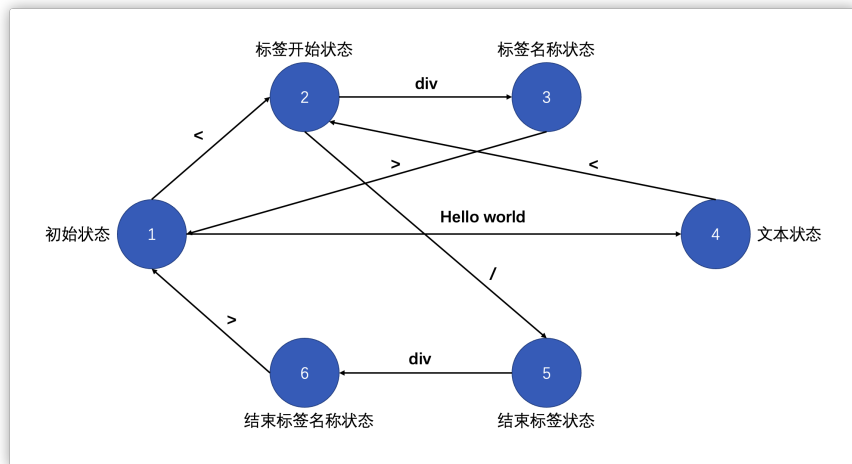 标签开始状态
标签名称状态
2
div
3
<
>
<
Hello world
初始状态
1
4
文本状态
/
>
div
6
5
结束标签名称状态
结束标签状态